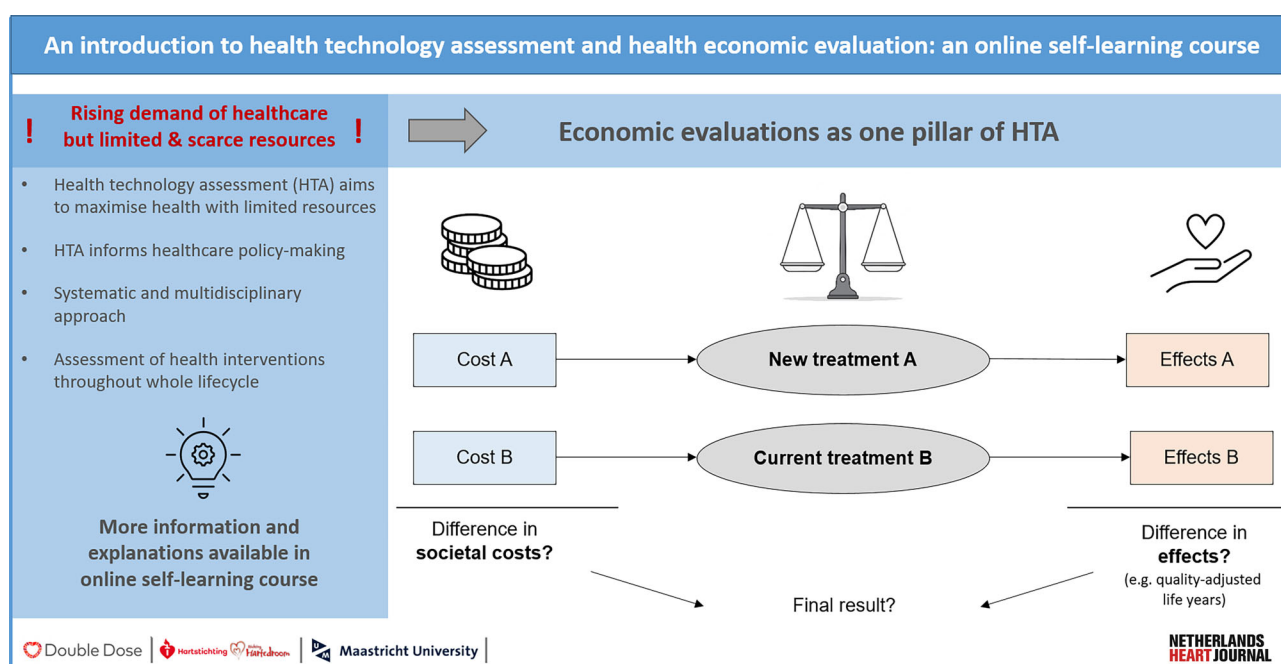 An introduction to health technology assessment and health economic evaluation: an online self-learning course
! Rising demand of healthcare !
but limited & scarce resources
• Health technology assessment (HTA) aims
to maximise health with limited resources
• HTA informs healthcare policy-making
• Systematic and multidisciplinary
approach
• Assessment of health interventions
throughout whole lifecycle
More information and
explanations available in
online self-learning course
Economic evaluations as one pillar of HTA
Cost A
New treatment A
Effects A
Cost B
Current treatment B
Effects B
Difference in
societal costs?
Difference in
effects?
(e.g. quality-adjusted
life years)
Final result?
Double Dose
Hartstichting
Hartedroom
UM
Maastricht University
NETHERLANDS
HEART JOURNAL